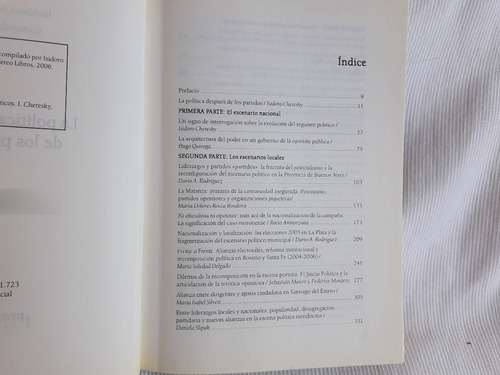 compilado por Isidoro
eteo Libros, 2006.
ticos. I. Cheresky,
1.723
cial
Índice
Prefacio 9
La política después de los partidos / Isidoro Cheresky 11
PRIMERA PARTE: El escenario nacional
Un signo de interrogación sobre la evolución del régimen político /
Isidoro Cheresky 27
La arquitectura del poder en un gobierno de la opinión pública /
Hugo Quiroga 75
SEGUNDA PARTE: Los escenarios locales
Liderazgos y partidos «partidos»: la fractura del justicialismo y la
reconfiguración del escenario político en la Provincia de Buenos Aires /
Darío A. Rodríguez 103
La Matanza: avatares de la continuidad asegurada. Peronismo,
partidos opositores y organizaciones piqueteras/
María Dolores Rocca Rivarola 133
Ni oficialista ni opositor: más acá de la nacionalización de la campaña
La significación del caso moronense / Rocío Annunziata 171
Nacionalización y localización: las elecciones 2005 en La Plata y la
fragmentación del escenario político municipal / Darío A. Rodríguez 209
Frente a Frente. Alianzas electorales, reforma institucional y
recomposición política en Rosario y Santa Fe (2004-2006) /
María Soledad Delgado 241
Dilemas de la recomposición en la escena porteña. El Juicio Político y la
articulación de la retórica opositora / Sebastián Mauro y Federico Montero 277
Alianza entre dirigentes y apatía ciudadana en Santiago del Estero /
María Isabel Silveti 305
Entre liderazgos locales y nacionales: popularidad, desagregación
partidaria y nuevas alianzas en la escena política mendocina /
Daniela Slipak 331